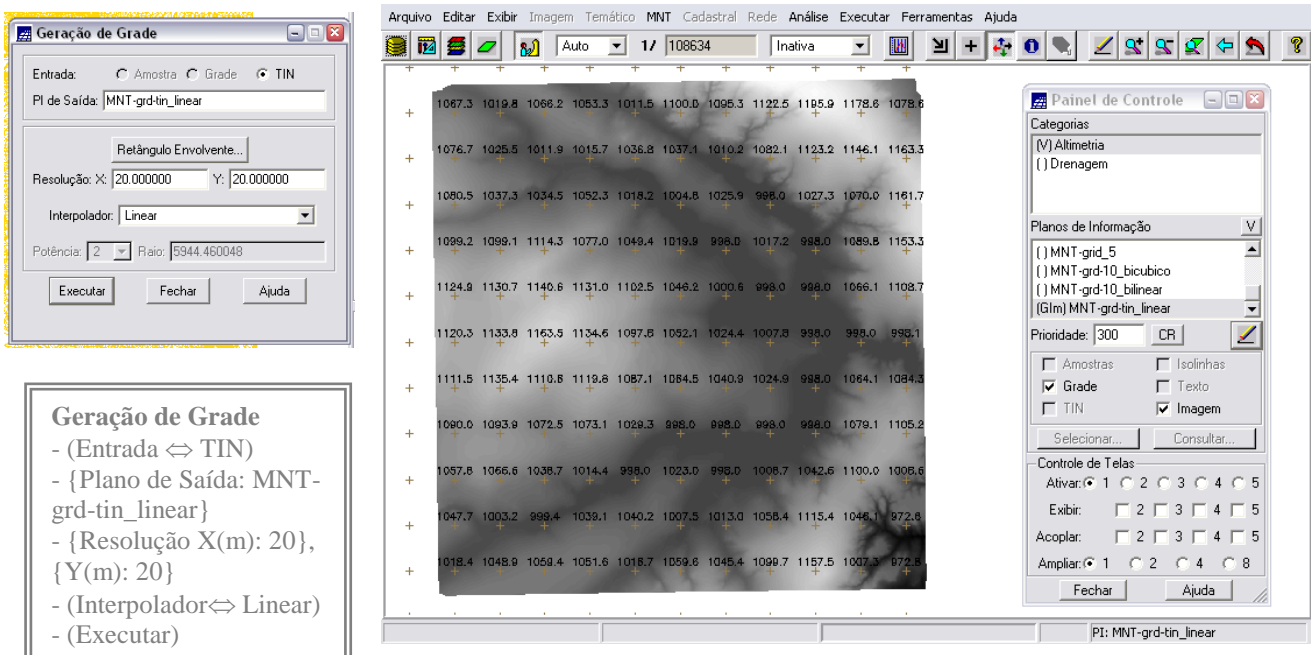 Geração de Grade
Entrada: Amostra Grade TIN
PI de Saída: MNT-grd-tin_linear
Retângulo Envolvente...
Resolução: X: 20.000000 Y: 20.000000
Interpolador: Linear
Potência: 2 Raio: 5944.460048
Executar Fechar Ajuda
Geração de Grade
- (Entrada ⇔ TIN)
- {Plano de Saída: MNT-
grd-tin_linear}
- {Resolução X(m): 20},
{Y(m): 20}
- (Interpolador⇔ Linear)
- (Executar)
Arquivo Editar Exibir Imagem Temático MNT Cadastral Rede Análise Executar Ferramentas Ajuda
Auto 1/ 108634 Inativa
1067.3 1019.8 1066.2 1053.3 1011.5 1100.0 1095.3 1122.5 1195.9 1178.6 1078.6
1076.7 1025.5 1011.9 1015.7 1036.8 1037.1 1010.2 1082.1 1123.2 1146.1 1163.3
1080.5 1037.3 1034.5 1052.3 1018.2 1004.8 1025.9 998.0 1027.3 1070.0 1161.7
1099.2 1099.1 1114.3 1077.0 1049.4 1019.9 998.0 1017.2 998.0 1089.8 1153.3
1124.9 1130.7 1140.6 1131.0 1102.5 1046.2 1000.6 998.0 998.0 1066.1 1108.7
1120.3 1133.8 1163.5 1134.6 1097.8 1052.1 1024.4 1007.8 998.0 998.0 998.1
1111.5 1135.4 1110.8 1119.8 1087.1 1084.5 1040.9 1024.9 998.0 1064.1 1084.3
1090.0 1093.9 1072.5 1073.1 1029.3 998.0 998.0 998.0 998.0 1079.1 1105.2
1057.8 1066.6 1038.7 1014.4 998.0 1023.0 998.0 1008.7 1042.6 1100.0 1008.6
1047.7 1003.2 999.4 1039.1 1040.2 1007.5 1013.0 1058.4 1115.4 1046.1 972.8
1018.4 1048.9 1059.4 1051.6 1018.7 1059.6 1045.4 1099.7 1157.5 1007.3 972.8
Painel de Controle
Categorias
(V) Altimetria
( ) Drenagem
Planos de Informação V
( ) MNT-grid_5
( ) MNT-grd-10_bicubico
( ) MNT-grd-10_bilinear
(GIm) MNT-grd-tin_linear
Prioridade: 300 CR
Amostras Isolinhas
Grade Texto
TIN Imagem
Selecionar... Consultar...
Controle de Telas
Ativar: 1 2 3 4 5
Exibir: 2 3 4 5
Acoplar: 2 3 4 5
Ampliar: 1 2 4 8
Fechar Ajuda
PI: MNT-grd-tin_linear